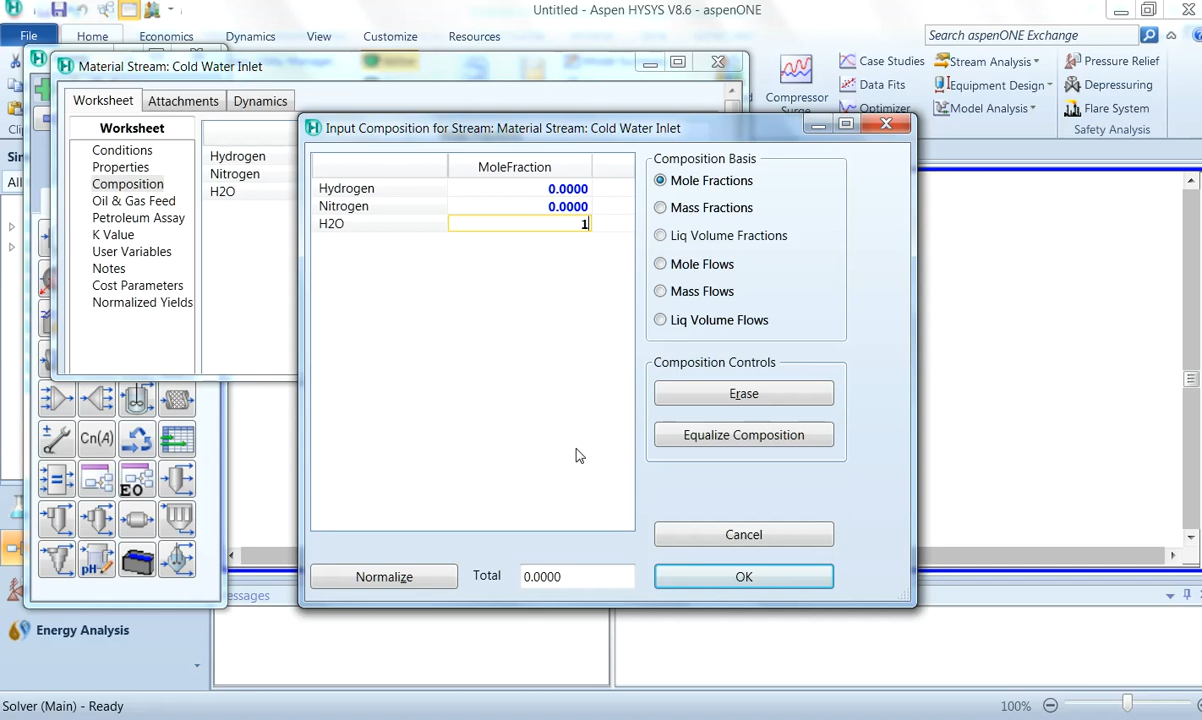 Untitled - Aspen HYSYS V8.6 - aspenONE
File
Home
Economics
Dynamics
View
Customize
Resources
Search aspenONE Exchange
Case Studies
Data Fits
Optimizer
Compressor
Stream Analysis
Equipment Design
Model Analysis
Pressure Relief
Depressuring
Flare System
Safety Analysis
Material Stream: Cold Water Inlet
Worksheet
Attachments
Dynamics
Worksheet
Conditions
Properties
Composition
Oil & Gas Feed
Petroleum Assay
K Value
User Variables
Notes
Cost Parameters
Normalized Yields
Hydrogen
Nitrogen
H2O
Input Composition for Stream: Material Stream: Cold Water Inlet
MoleFraction
Hydrogen 0.0000
Nitrogen 0.0000
H2O 1
Composition Basis
Mole Fractions
Mass Fractions
Liq Volume Fractions
Mole Flows
Mass Flows
Liq Volume Flows
Composition Controls
Erase
Equalize Composition
Cancel
OK
Normalize
Total 0.0000
Cn(A)
EO
pH
essages
Energy Analysis
Solver (Main) - Ready
100%